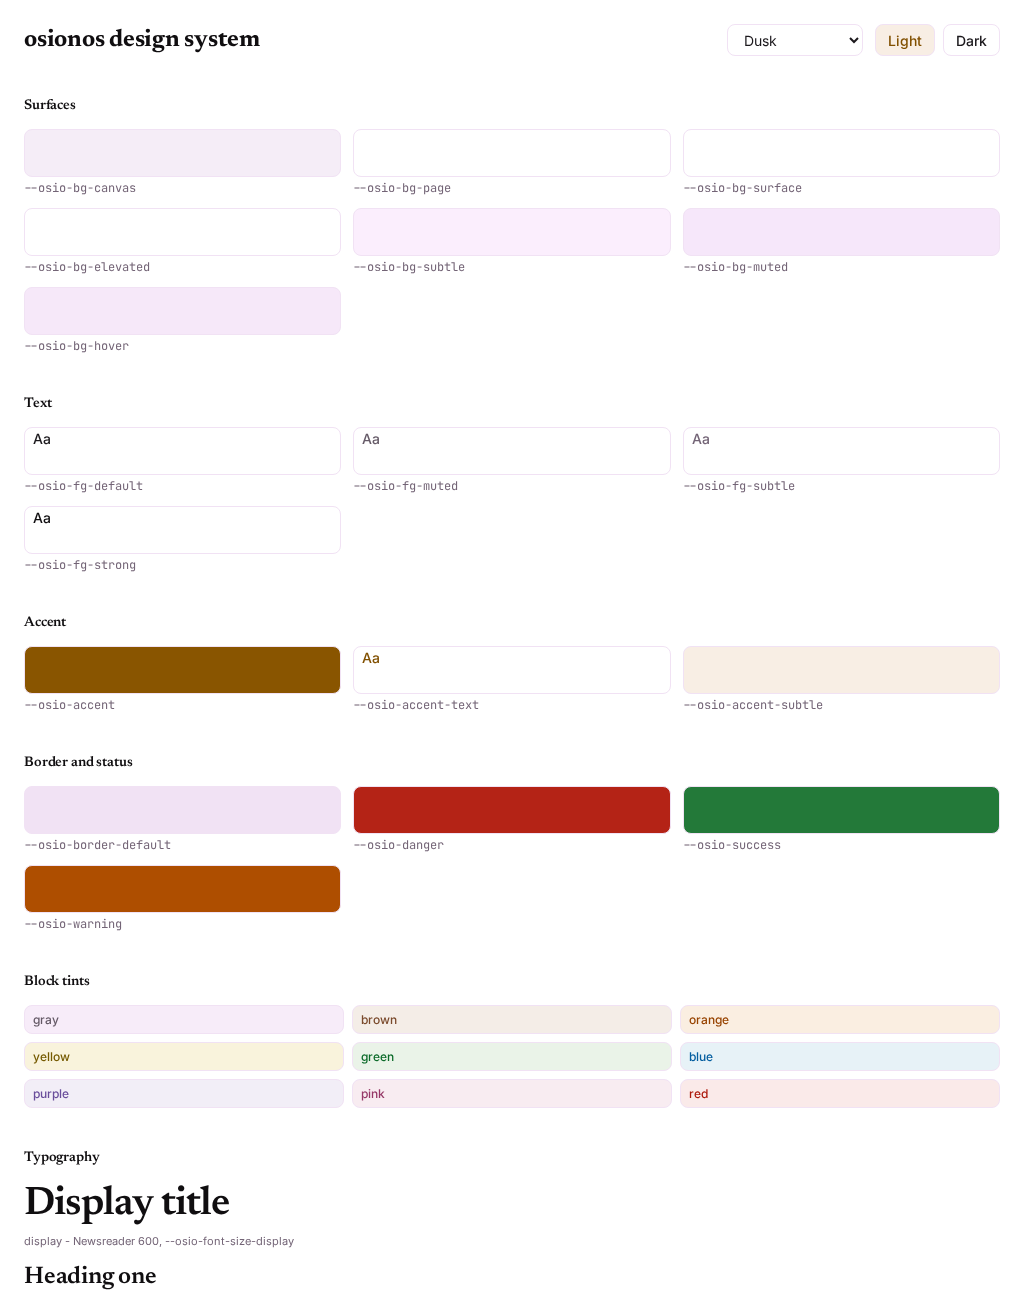 osionos design system
Dusk
Light
Dark
Surfaces
--osio-bg-canvas
--osio-bg-page
--osio-bg-surface
--osio-bg-elevated
--osio-bg-subtle
--osio-bg-muted
--osio-bg-hover
Text
Aa
Aa
Aa
--osio-fg-default
--osio-fg-muted
--osio-fg-subtle
Aa
--osio-fg-strong
Accent
Aa
--osio-accent
--osio-accent-text
--osio-accent-subtle
Border and status
--osio-border-default
--osio-danger
--osio-success
--osio-warning
Block tints
gray
brown
orange
yellow
green
blue
purple
pink
red
Typography
Display title
display - Newsreader 600, --osio-font-size-display
Heading one